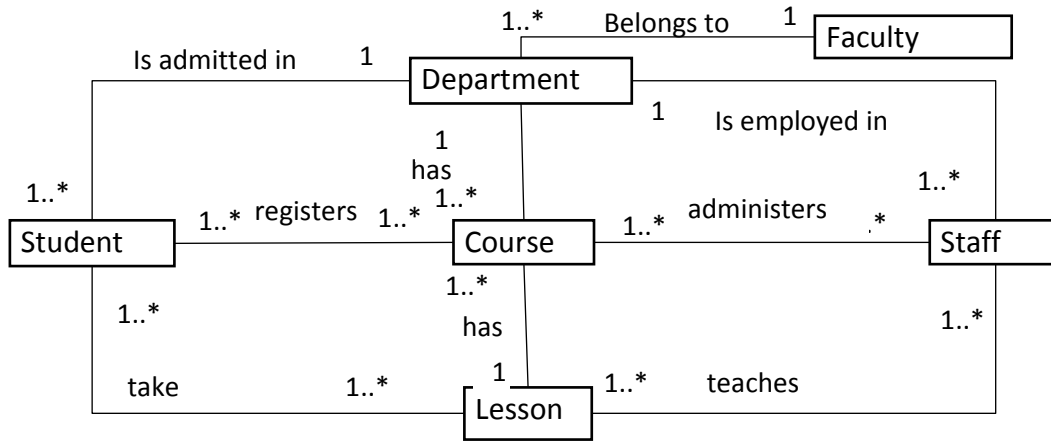 1..* Belongs to 1 Faculty
Is admitted in 1 Department
1 Is employed in
1
has
1..* 1..* 1..*
1..* registers 1..* 1..* administers .*
Student Course Staff
1..* 1..* 1..*
has
take 1..* 1 1..* teaches
Lesson